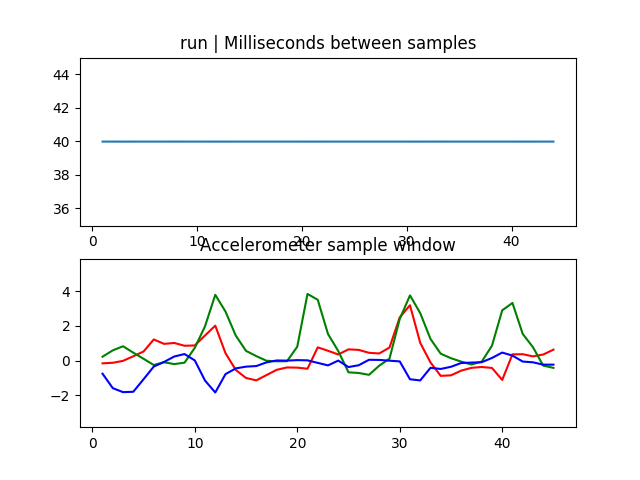 run | Milliseconds between samples
44
42
40
38
36
0 10 20 30 40
Accelerometer sample window
4
2
0
−2
0 10 20 30 40